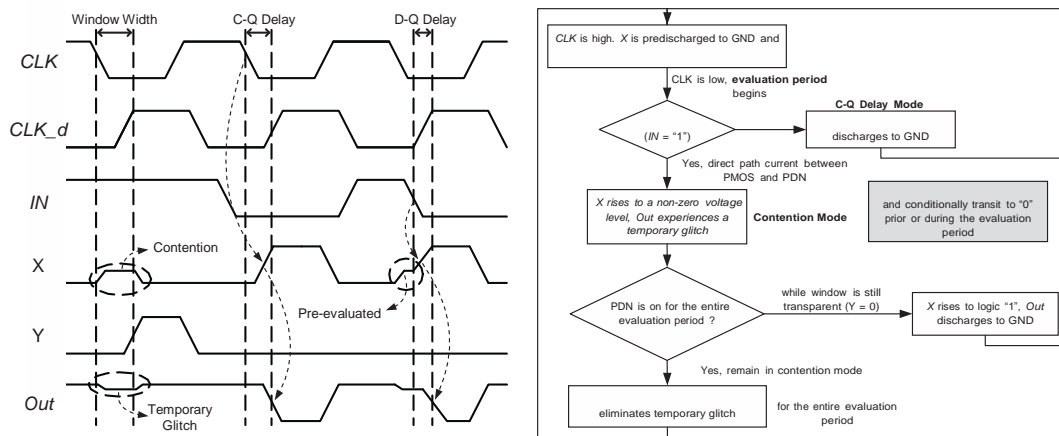 Window Width
C-Q Delay
D-Q Delay
CLK
CLK_d
IN
X
Contention
Pre-evaluated
Y
Out
Temporary
Glitch
CLK is high. X is predischarged to GND and
CLK is low, evaluation period
begins
(IN = “1”)
C-Q Delay Mode
discharges to GND
Yes, direct path current between
PMOS and PDN
X rises to a non-zero voltage
level, Out experiences a
temporary glitch
Contention Mode
and conditionally transit to “0”
prior or during the evaluation
period
PDN is on for the entire
evaluation period ?
while window is still
transparent (Y = 0)
X rises to logic “1”, Out
discharges to GND
Yes, remain in contention mode
eliminates temporary glitch
for the entire evaluation
period